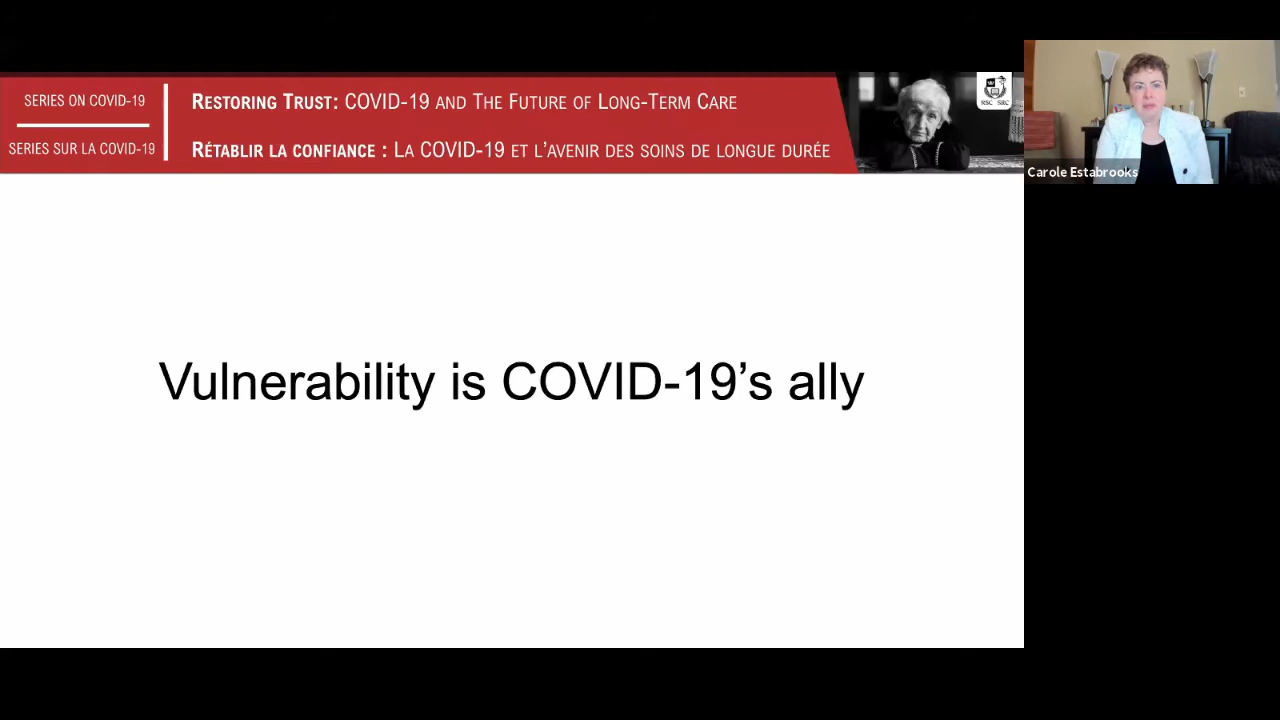 SERIES ON COVID-19
SERIES SUR LA COVID-19
RESTORING TRUST: COVID-19 AND THE FUTURE OF LONG-TERM CARE
RÉTABLIR LA CONFIANCE : LA COVID-19 ET L'AVENIR DES SOINS DE LONGUE DURÉE
RSC SRC
Carole Estabrooks
Vulnerability is COVID-19’s ally